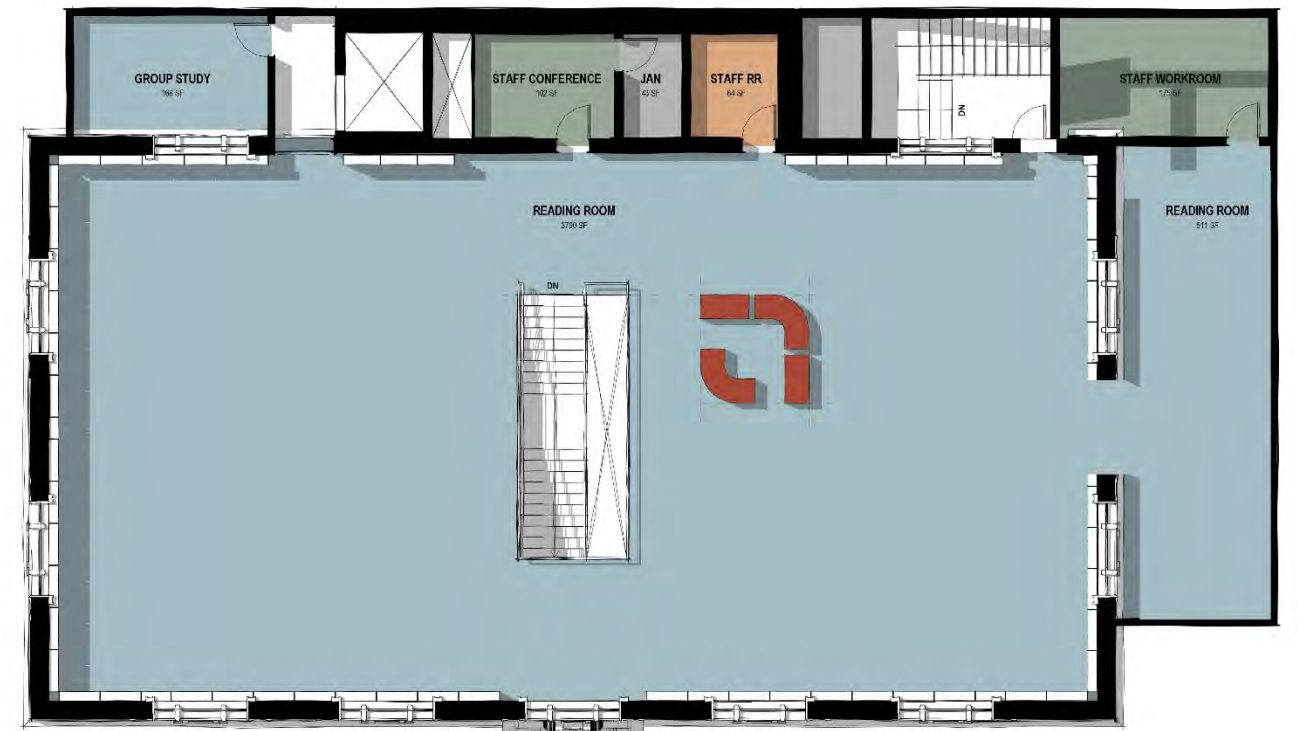 GROUP STUDY
166 SF
STAFF CONFERENCE
102 SF
JAN
43 SF
STAFF RR
64 SF
DN
STAFF WORKROOM
175 SF
READING ROOM
3790 SF
READING ROOM
511 SF
DN